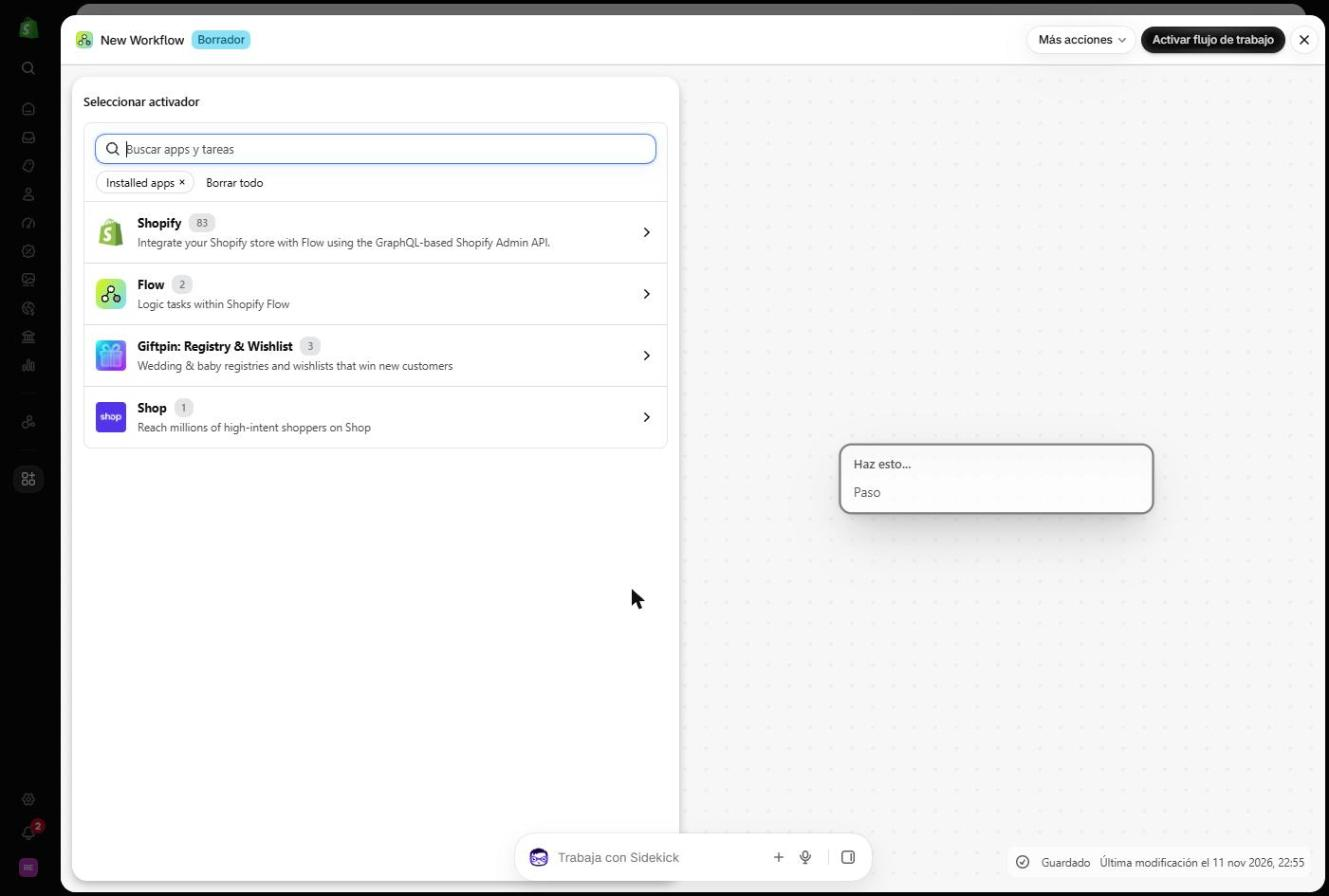 New Workflow Borrador
Más acciones
Activar flujo de trabajo
Seleccionar activador
Buscar apps y tareas
Installed apps × Borrar todo
Shopify 83
Integrate your Shopify store with Flow using the GraphQL-based Shopify Admin API.
Flow 2
Logic tasks within Shopify Flow
Giftpin: Registry & Wishlist 3
Wedding & baby registries and wishlists that win new customers
shop
Shop 1
Reach millions of high-intent shoppers on Shop
Haz esto...
Paso
2
RE
Trabaja con Sidekick
Guardado Última modificación el 11 nov 2026, 22:55